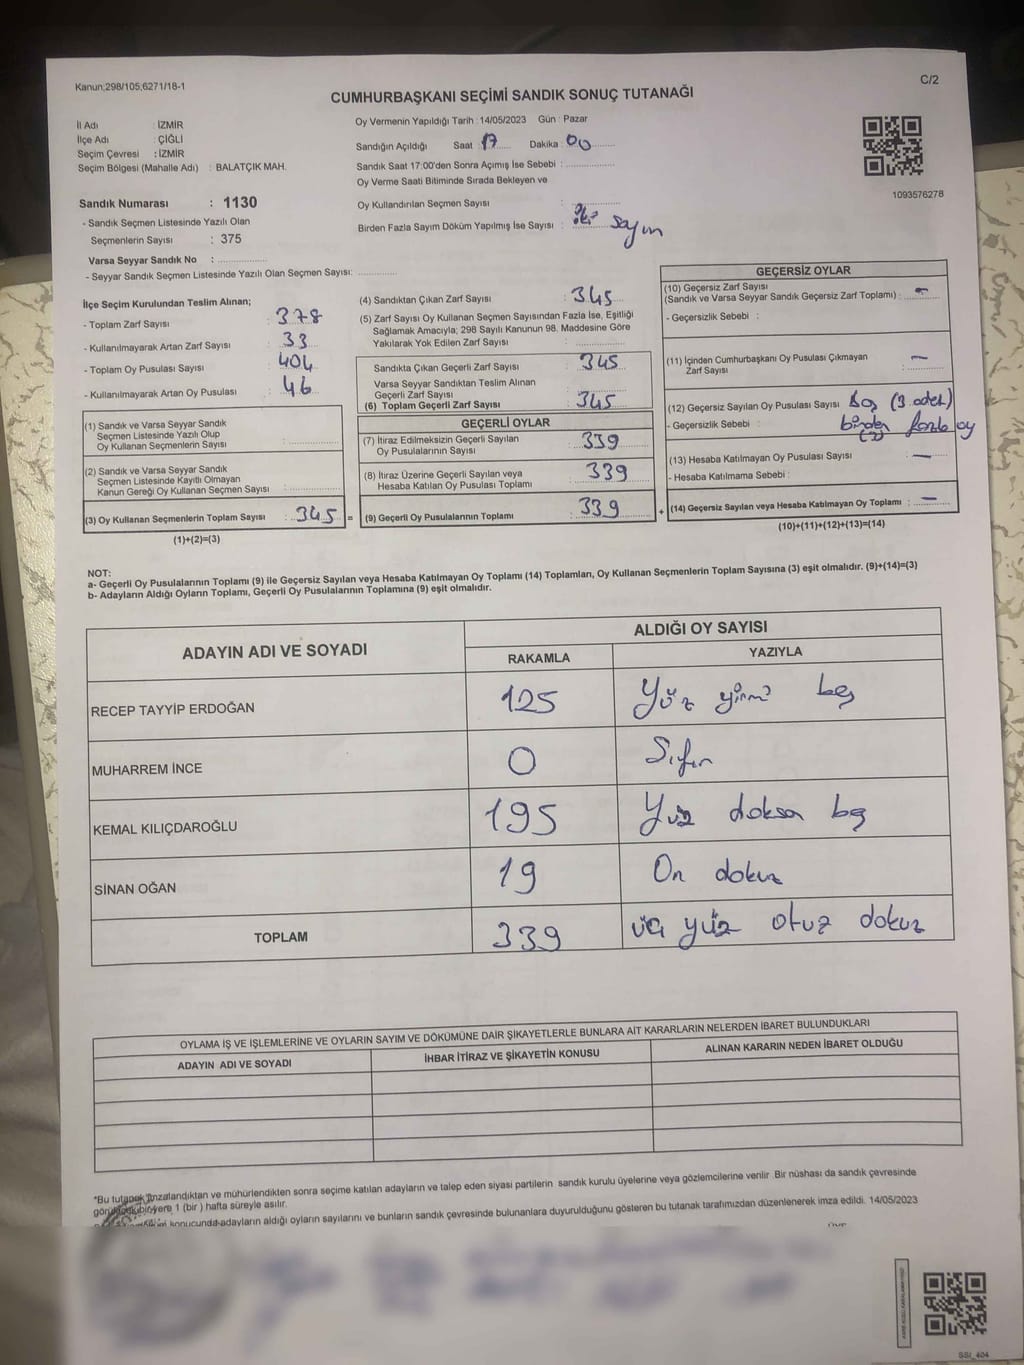 Kanun;298/105;6271/18-1
C/2
CUMHURBAŞKANI SEÇİMİ SANDIK SONUÇ TUTANAĞI
İl Adı : İZMİR
İlçe Adı : ÇİĞLİ
Seçim Çevresi : İZMİR
Seçim Bölgesi (Mahalle Adı) : BALATÇIK MAH.
Oy Vermenin Yapıldığı Tarih : 14/05/2023 Gün : Pazar
Sandığın Açıldığı Saat : 17 Dakika : 00
Sandık Saat 17:00'den Sonra Açımış İse Sebebi :
Oy Verme Saati Bitiminde Sırada Bekleyen ve
Oy Kullandırılan Seçmen Sayısı :
Birden Fazla Sayım Döküm Yapılmış İse Sayısı : iki sayım
1093576278
Sandık Numarası : 1130
- Sandık Seçmen Listesinde Yazılı Olan
Seçmenlerin Sayısı : 375
Varsa Seyyar Sandık No :
- Seyyar Sandık Seçmen Listesinde Yazılı Olan Seçmen Sayısı:
İlçe Seçim Kurulundan Teslim Alınan;
- Toplam Zarf Sayısı : 378
- Kullanılmayarak Artan Zarf Sayısı : 33
- Toplam Oy Pusulası Sayısı : 404
- Kullanılmayarak Artan Oy Pusulası : 46
(1) Sandık ve Varsa Seyyar Sandık
Seçmen Listesinde Yazılı Olup
Oy Kullanan Seçmenlerin Sayısı :
(2) Sandık ve Varsa Seyyar Sandık
Seçmen Listesinde Kayıtlı Olmayan
Kanun Gereği Oy Kullanan Seçmen Sayısı :
(3) Oy Kullanan Seçmenlerin Toplam Sayısı : 345 =
(1)+(2)=(3)
(4) Sandıktan Çıkan Zarf Sayısı : 345
(5) Zarf Sayısı Oy Kullanan Seçmen Sayısından Fazla İse, Eşitliği
Sağlamak Amacıyla; 298 Sayılı Kanunun 98. Maddesine Göre
Yakılarak Yok Edilen Zarf Sayısı :
Sandıkta Çıkan Geçerli Zarf Sayısı : 345
Varsa Seyyar Sandıktan Teslim Alınan
Geçerli Zarf Sayısı :
(6) Toplam Geçerli Zarf Sayısı : 345
GEÇERLİ OYLAR
(7) İtiraz Edilmeksizin Geçerli Sayılan
Oy Pusulalarının Sayısı : 339
(8) İtiraz Üzerine Geçerli Sayılan veya
Hesaba Katılan Oy Pusulası Toplamı : 339
(9) Geçerli Oy Pusulalarının Toplamı : 339 +
GEÇERSİZ OYLAR
(10) Geçersiz Zarf Sayısı
(Sandık ve Varsa Seyyar Sandık Geçersiz Zarf Toplamı) : -
- Geçersizlik Sebebi :
(11) İçinden Cumhurbaşkanı Oy Pusulası Çıkmayan
Zarf Sayısı : -
(12) Geçersiz Sayılan Oy Pusulası Sayısı Boş (3 adet)
- Geçersizlik Sebebi : birden fazla oy
(3)
(13) Hesaba Katılmayan Oy Pusulası Sayısı : -
- Hesaba Katılmama Sebebi :
(14) Geçersiz Sayılan veya Hesaba Katılmayan Oy Toplamı : -
(10)+(11)+(12)+(13)=(14)
NOT:
a- Geçerli Oy Pusulalarının Toplamı (9) ile Geçersiz Sayılan veya Hesaba Katılmayan Oy Toplamı (14) Toplamları, Oy Kullanan Seçmenlerin Toplam Sayısına (3) eşit olmalıdır. (9)+(14)=(3)
b- Adayların Aldığı Oyların Toplamı, Geçerli Oy Pusulalarının Toplamına (9) eşit olmalıdır.
ADAYIN ADI VE SOYADI
ALDIĞI OY SAYISI
RAKAMLA YAZIYLA
RECEP TAYYİP ERDOĞAN 125 Yüz yirmi beş
MUHARREM İNCE 0 Sıfır
KEMAL KILIÇDAROĞLU 195 Yüz doksan beş
SİNAN OĞAN 19 On dokuz
TOPLAM 339 üç yüz otuz dokuz
OYLAMA İŞ VE İŞLEMLERİNE VE OYLARIN SAYIM VE DÖKÜMÜNE DAİR ŞİKAYETLERLE BUNLARA AİT KARARLARIN NELERDEN İBARET BULUNDUKLARI
ADAYIN ADI VE SOYADI İHBAR İTİRAZ VE ŞİKAYETİN KONUSU ALINAN KARARIN NEDEN İBARET OLDUĞU
*Bu tutanak imzalandıktan ve mühürlendikten sonra seçime katılan adayların ve talep eden siyasi partilerin sandık kurulu üyelerine veya gözlemcilerine verilir. Bir nüshası da sandık çevresinde
bir yere 1 (bir ) hafta süreyle asılır.
konucunda adayların aldığı oyların sayılarını ve bunların sandık çevresinde bulunanlara duyurulduğunu gösteren bu tutanak tarafımızdan düzenlenerek imza edildi. 14/05/2023
SSI_404